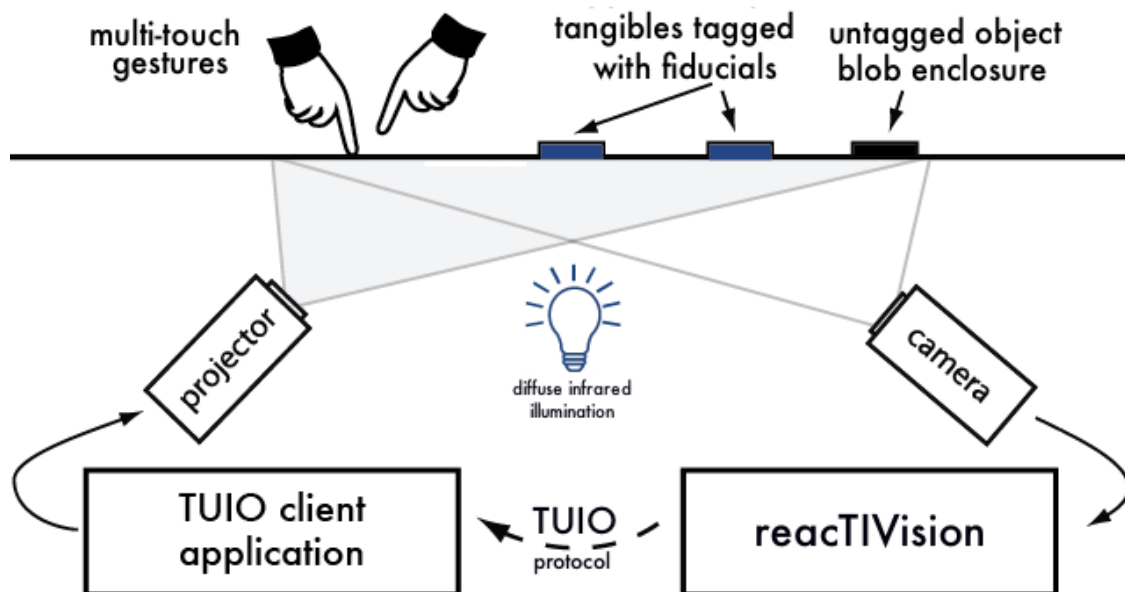 multi-touch
gestures
tangibles tagged
with fiducials
untagged object
blob enclosure
projector
diffuse infrared
illumination
camera
TUIO client
application
TUIO
protocol
reacTIVision